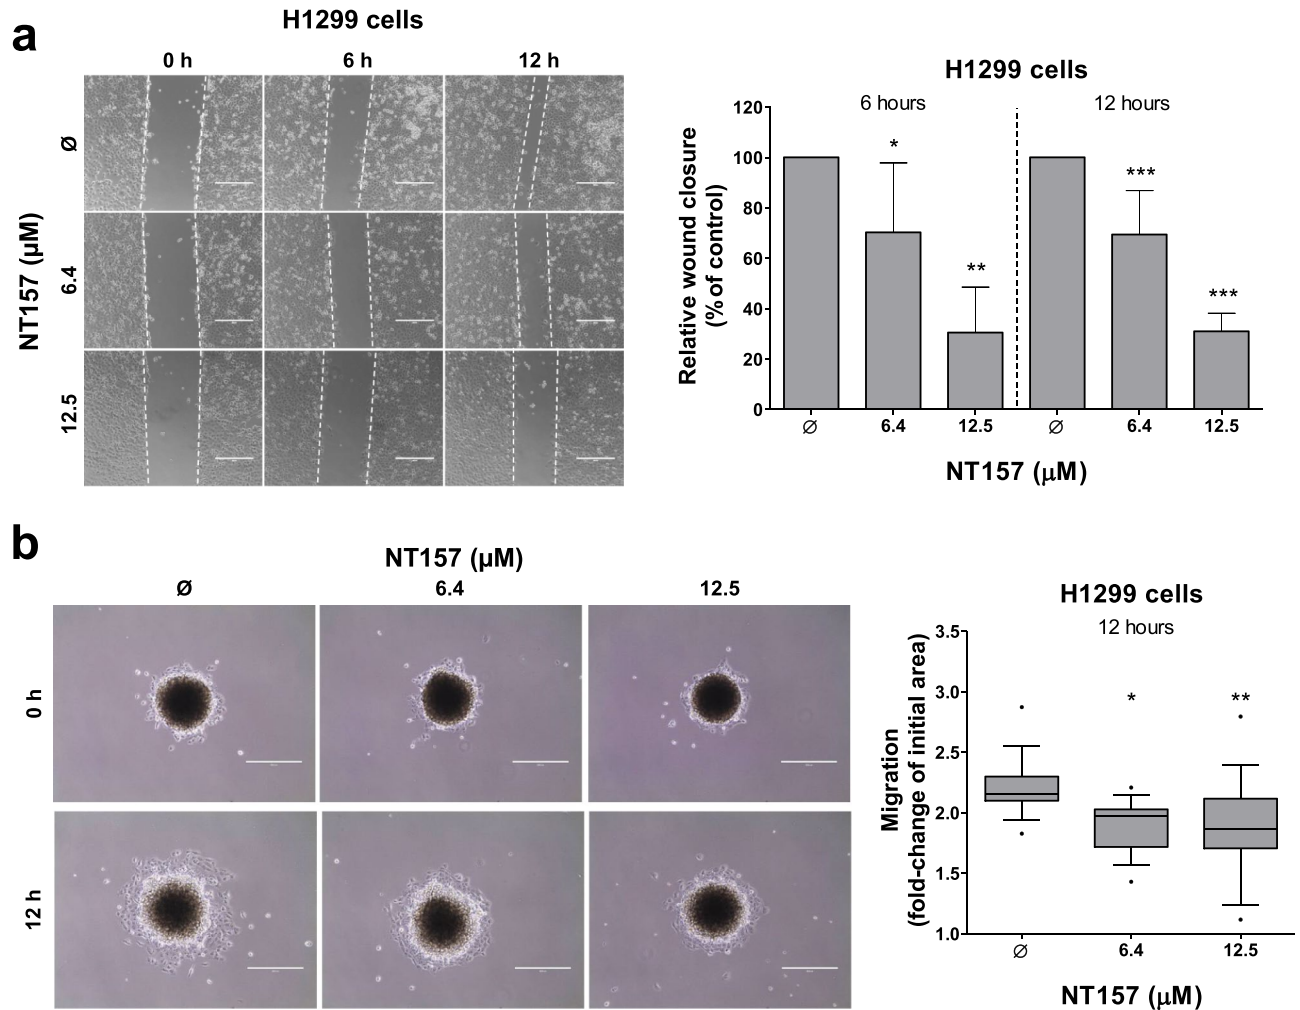 a
H1299 cells
0 h 6 h 12 h
Ø
6.4
12.5
NT157 (µM)
H1299 cells
6 hours 12 hours
Relative wound closure
(% of control)
120
100
80
60
40
20
0
* ** *** ***
∅ 6.4 12.5 ∅ 6.4 12.5
NT157 (µM)
b
NT157 (µM)
Ø 6.4 12.5
0 h
12 h
H1299 cells
12 hours
Migration
(fold-change of initial area)
3.5
3.0
2.5
2.0
1.5
1.0
* **
∅ 6.4 12.5
NT157 (µM)